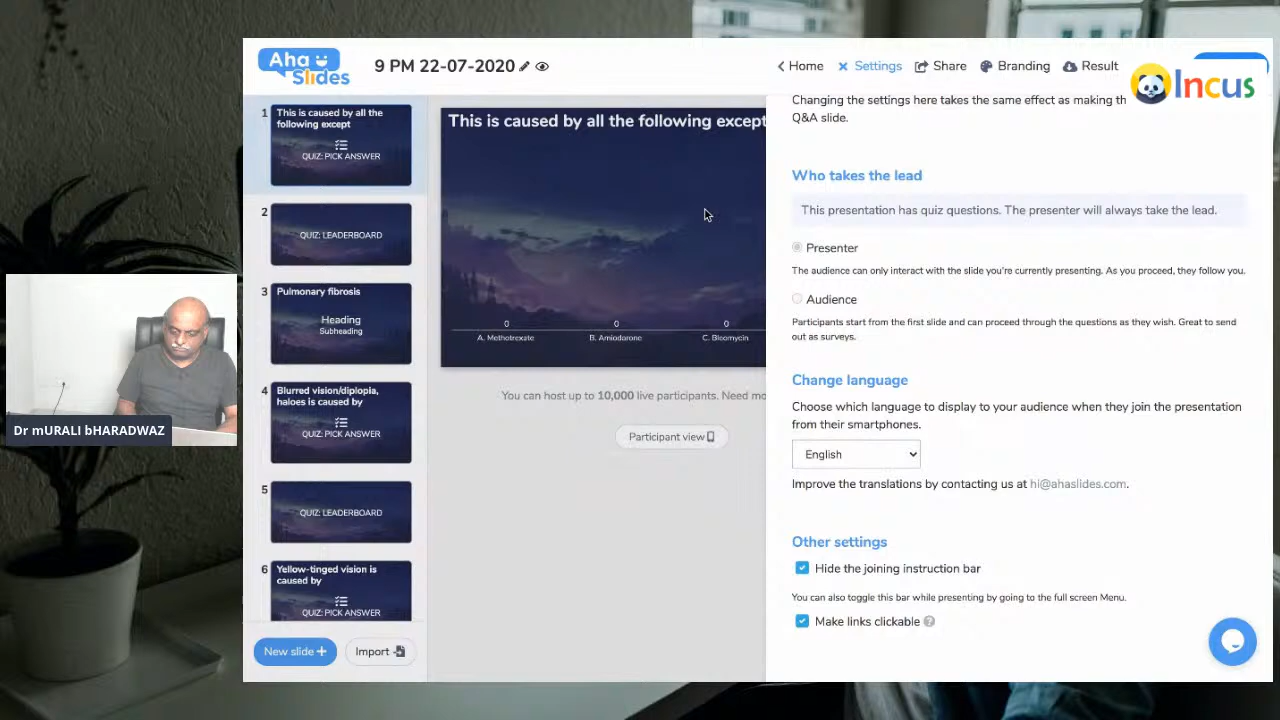 Aha
Slides
9 PM 22-07-2020
Home
Settings
Share
Branding
Result
Incus
1
This is caused by all the
following except
QUIZ: PICK ANSWER
2
QUIZ: LEADERBOARD
3
Pulmonary fibrosis
Heading
Subheading
4
Blurred vision/diplopia,
haloes is caused by
QUIZ: PICK ANSWER
5
QUIZ: LEADERBOARD
6
Yellow-tinged vision is
caused by
QUIZ: PICK ANSWER
New slide +
Import
This is caused by all the following except
0
0
0
A. Methotrexate
B. Amiodarone
C. Bleomycin
You can host up to 10,000 live participants. Need mo
Participant view
Changing the settings here takes the same effect as making th
Q&A slide.
Who takes the lead
This presentation has quiz questions. The presenter will always take the lead.
Presenter
The audience can only interact with the slide you're currently presenting. As you proceed, they follow you.
Audience
Participants start from the first slide and can proceed through the questions as they wish. Great to send
out as surveys.
Change language
Choose which language to display to your audience when they join the presentation
from their smartphones.
English
Improve the translations by contacting us at hi@ahaslides.com.
Other settings
Hide the joining instruction bar
You can also toggle this bar while presenting by going to the full screen Menu.
Make links clickable ?
Dr mURALI bHARADWAZ